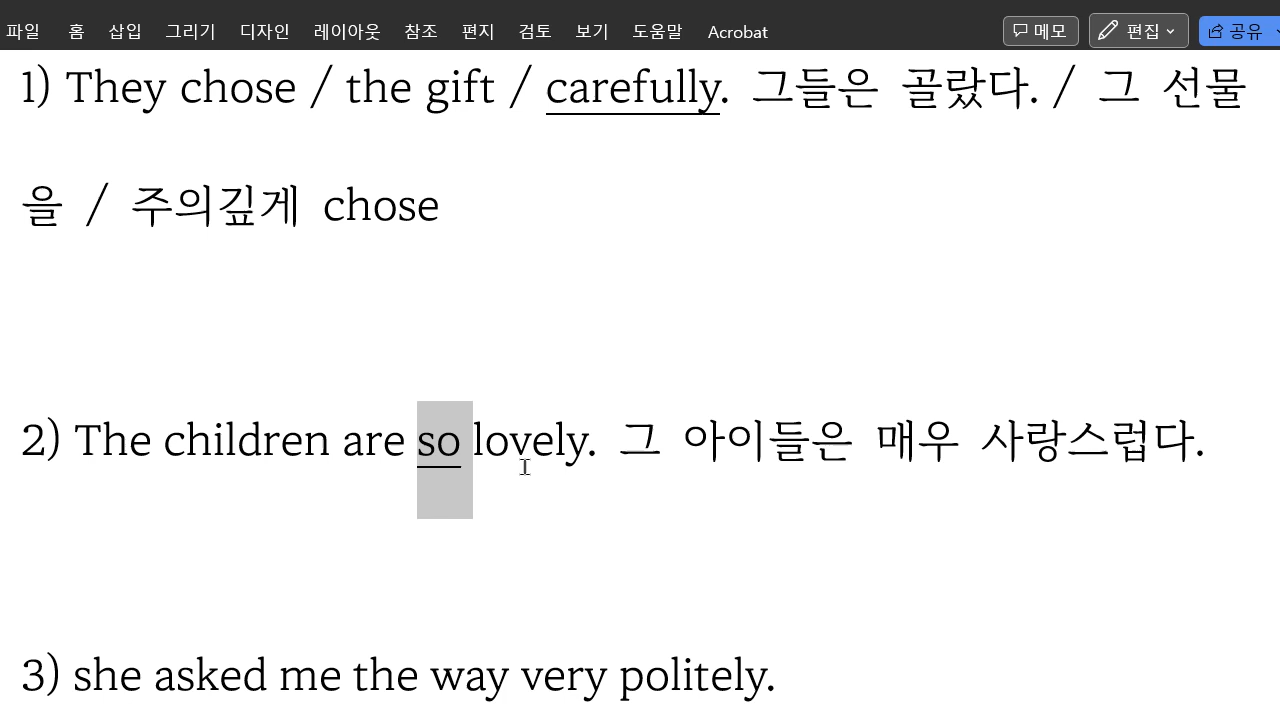 파일 홈 삽입 그리기 디자인 레이아웃 참조 편지 검토 보기 도움말 Acrobat 메모 편집 공유
1) They chose / the gift / carefully. 그들은 골랐다. / 그 선물
을 / 주의깊게 chose
2) The children are so lovely. 그 아이들은 매우 사랑스럽다.
3) she asked me the way very politely.